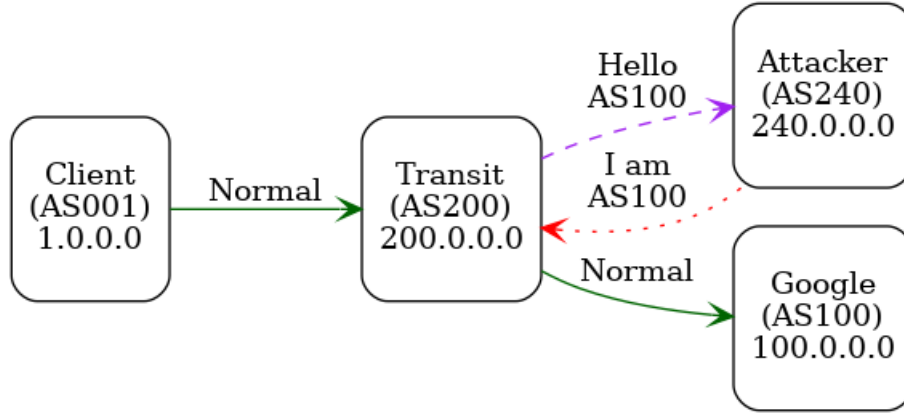 Client
(AS001)
1.0.0.0
Normal
Transit
(AS200)
200.0.0.0
Hello
AS100
I am
AS100
Normal
Attacker
(AS240)
240.0.0.0
Google
(AS100)
100.0.0.0